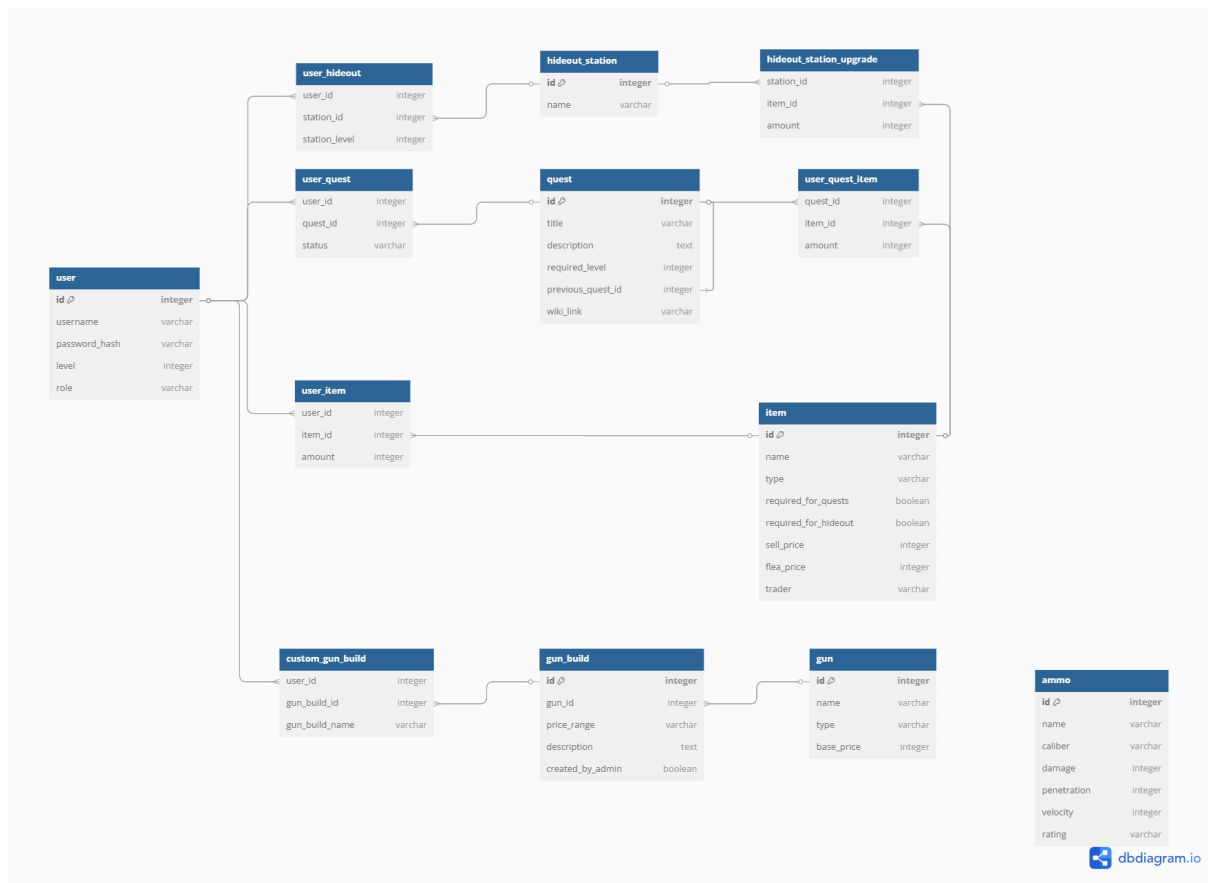 user_hideout
user_id integer
station_id integer
station_level integer
hideout_station
id integer
name varchar
hideout_station_upgrade
station_id integer
item_id integer
amount integer
user_quest
user_id integer
quest_id integer
status varchar
quest
id integer
title varchar
description text
required_level integer
previous_quest_id integer
wiki_link varchar
user_quest_item
quest_id integer
item_id integer
amount integer
user
id integer
username varchar
password_hash varchar
level integer
role varchar
user_item
user_id integer
item_id integer
amount integer
item
id integer
name varchar
type varchar
required_for_quests boolean
required_for_hideout boolean
sell_price integer
flea_price integer
trader varchar
custom_gun_build
user_id integer
gun_build_id integer
gun_build_name varchar
gun_build
id integer
gun_id integer
price_range varchar
description text
created_by_admin boolean
gun
id integer
name varchar
type varchar
base_price integer
ammo
id integer
name varchar
caliber varchar
damage integer
penetration integer
velocity integer
rating varchar
dbdiagram.io